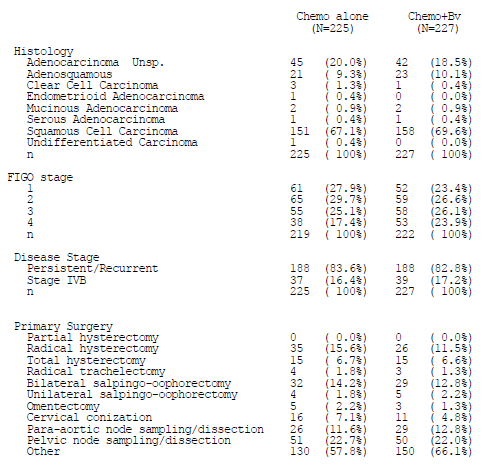 Chemo alone Chemo+Bv
(N=225) (N=227)
Histology
Adenocarcinoma Unsp. 45 (20.0%) 42 (18.5%)
Adenosquamous 21 ( 9.3%) 23 (10.1%)
Clear Cell Carcinoma 3 ( 1.3%) 1 ( 0.4%)
Endometrioid Adenocarcinoma 1 ( 0.4%) 0 ( 0.0%)
Mucinous Adenocarcinoma 2 ( 0.9%) 2 ( 0.9%)
Serous Adenocarcinoma 1 ( 0.4%) 1 ( 0.4%)
Squamous Cell Carcinoma 151 (67.1%) 158 (69.6%)
Undifferentiated Carcinoma 1 ( 0.4%) 0 ( 0.0%)
n 225 ( 100%) 227 ( 100%)
FIGO stage
1 61 (27.9%) 52 (23.4%)
2 65 (29.7%) 59 (26.6%)
3 55 (25.1%) 58 (26.1%)
4 38 (17.4%) 53 (23.9%)
n 219 ( 100%) 222 ( 100%)
Disease Stage
Persistent/Recurrent 188 (83.6%) 188 (82.8%)
Stage IVB 37 (16.4%) 39 (17.2%)
n 225 ( 100%) 227 ( 100%)
Primary Surgery
Partial hysterectomy 0 ( 0.0%) 0 ( 0.0%)
Radical hysterectomy 35 (15.6%) 26 (11.5%)
Total hysterectomy 15 ( 6.7%) 15 ( 6.6%)
Radical trachelectomy 4 ( 1.8%) 3 ( 1.3%)
Bilateral salpingo-oophorectomy 32 (14.2%) 29 (12.8%)
Unilateral salpingo-oophorectomy 4 ( 1.8%) 5 ( 2.2%)
Omentectomy 5 ( 2.2%) 3 ( 1.3%)
Cervical conization 16 ( 7.1%) 11 ( 4.8%)
Para-aortic node sampling/dissection 26 (11.6%) 29 (12.8%)
Pelvic node sampling/dissection 51 (22.7%) 50 (22.0%)
Other 130 (57.8%) 150 (66.1%)